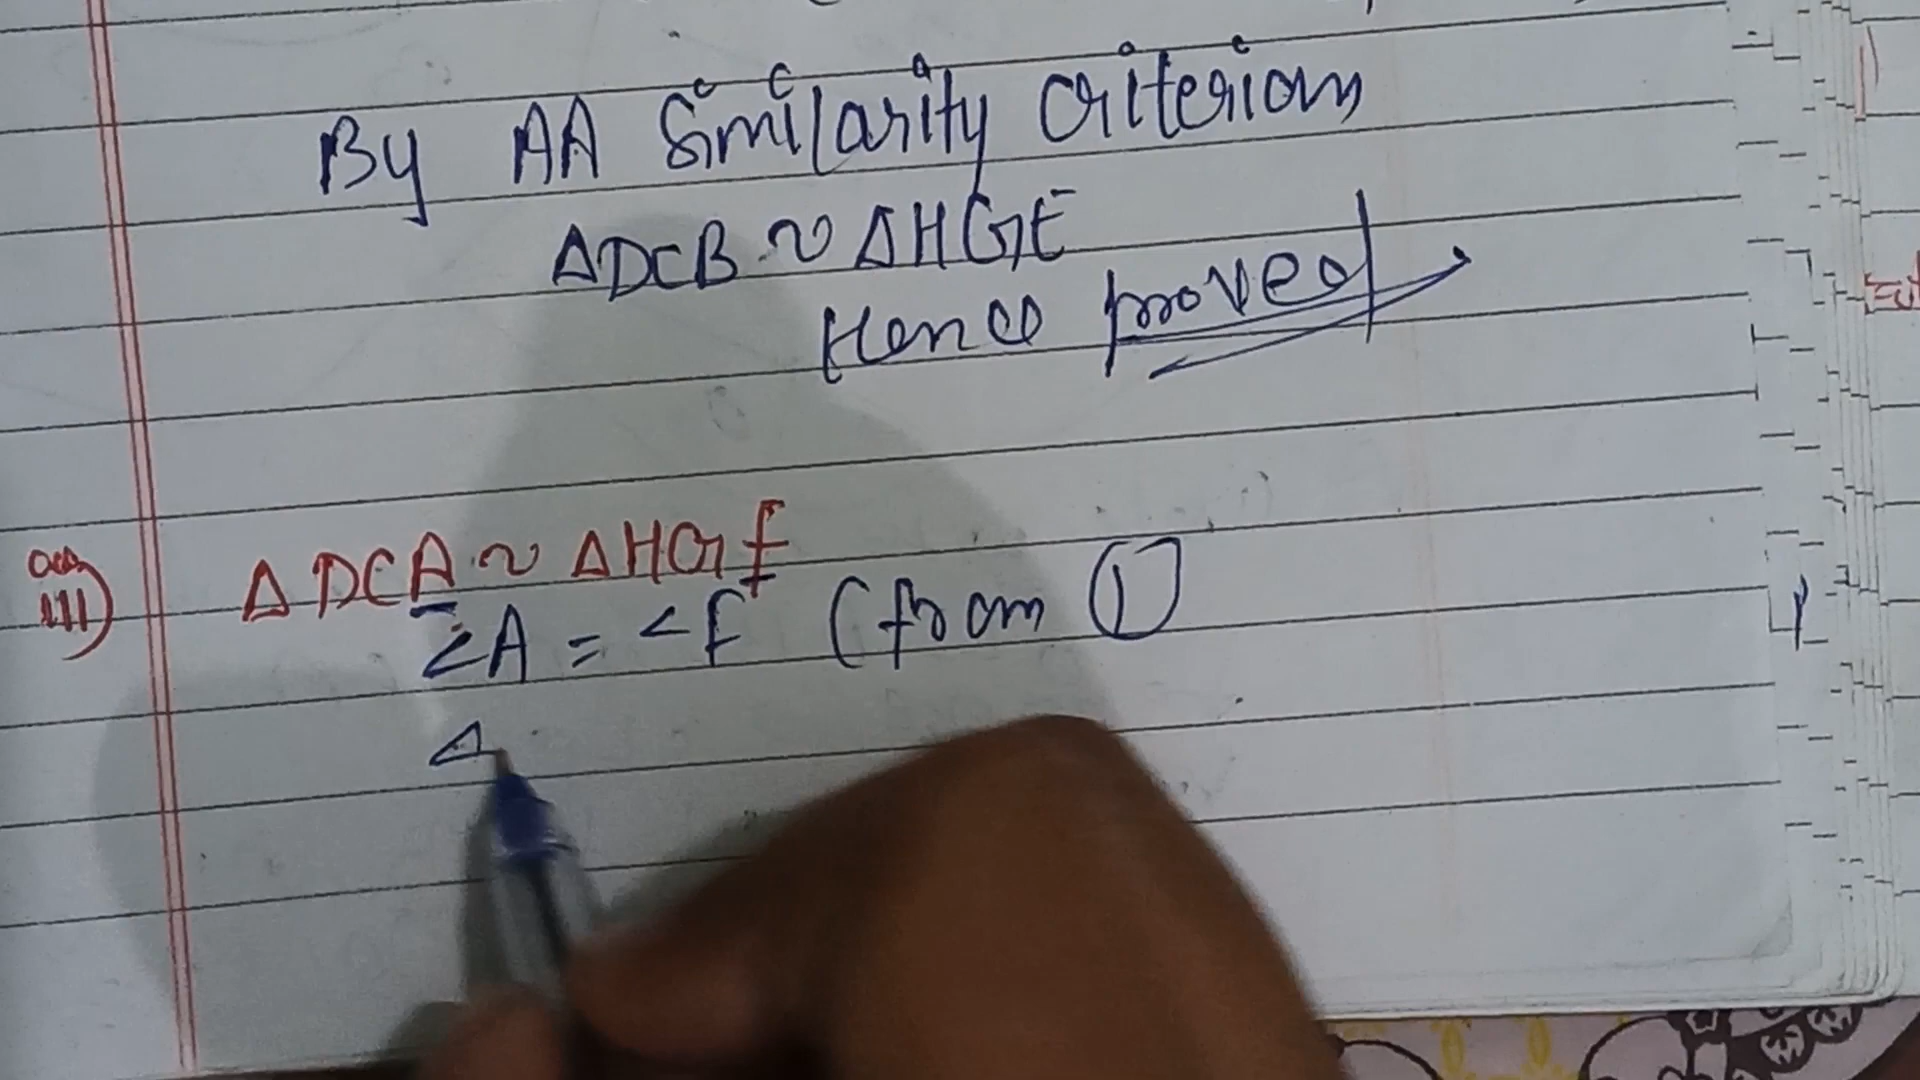 By AA Similarity Criterion
ΔDCB ~ ΔHGE
Hence proved
iii) ΔDCA ~ ΔHGF
∠A = ∠F (from ①
∠